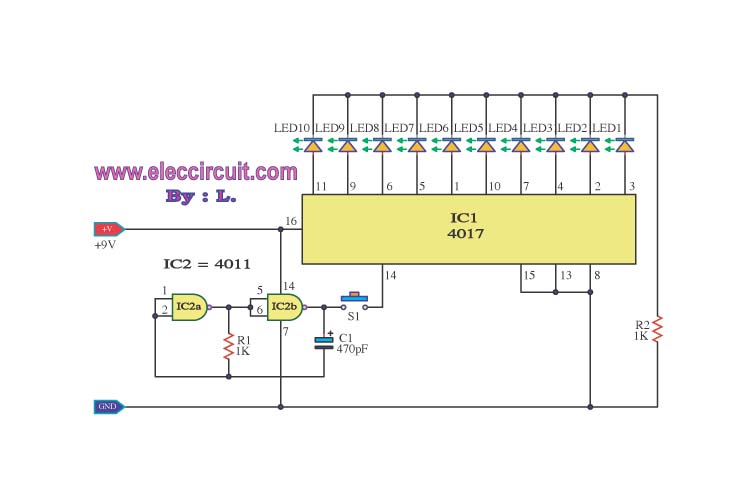 LED10 LED9 LED8 LED7 LED6 LED5 LED4 LED3 LED2 LED1
www.eleccircuit.com
By : L.
11 9 6 5 1 10 7 4 2 3
IC1
4017
16
+V
+9V
IC2 = 4011
14 15 13 8
1
2
IC2a
5
6
14
IC2b
7
S1
R1
1K
C1
+
470pF
R2
1K
GND